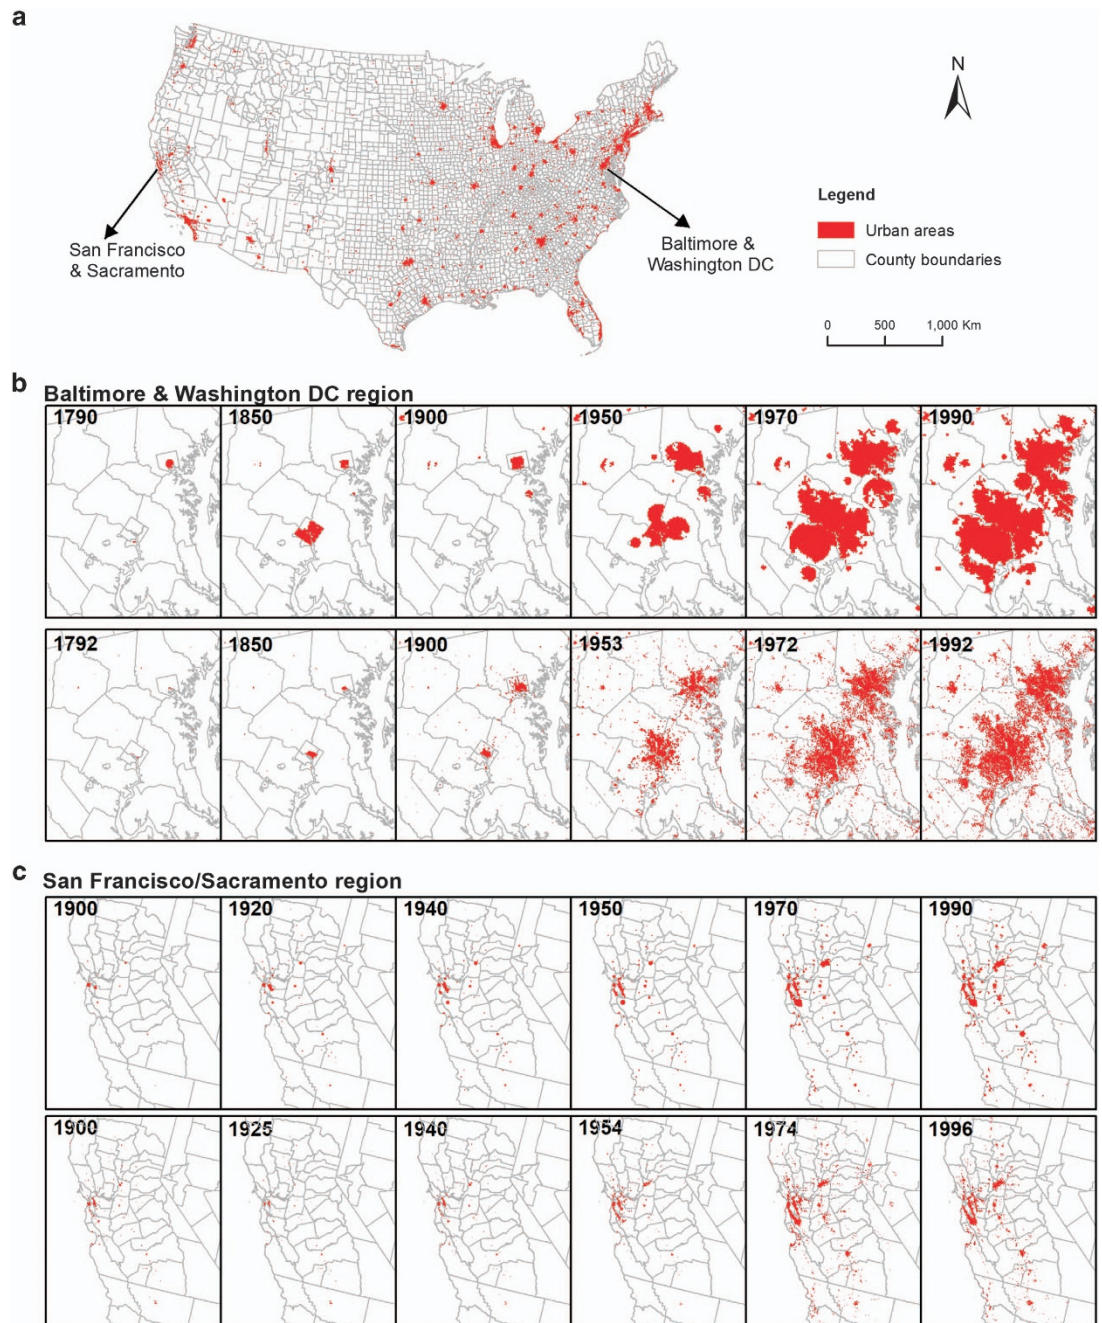 a
N
San Francisco
& Sacramento
Baltimore &
Washington DC
Legend
Urban areas
County boundaries
0 500 1,000 Km
b Baltimore & Washington DC region
1790 1850 1900 1950 1970 1990
1792 1850 1900 1953 1972 1992
c San Francisco/Sacramento region
1900 1920 1940 1950 1970 1990
1900 1925 1940 1954 1974 1996